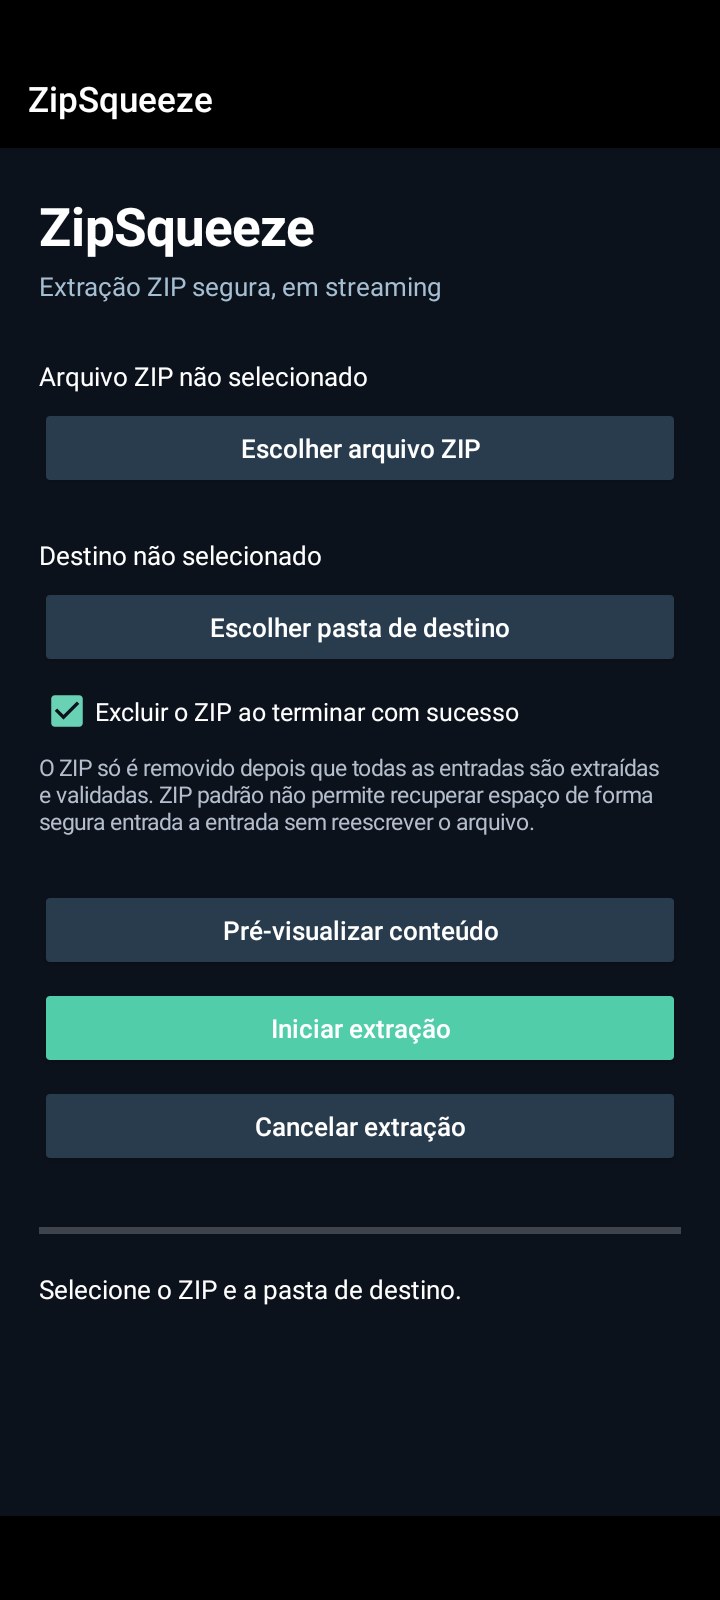 ZipSqueeze
ZipSqueeze
Extração ZIP segura, em streaming
Arquivo ZIP não selecionado
Escolher arquivo ZIP
Destino não selecionado
Escolher pasta de destino
Excluir o ZIP ao terminar com sucesso
O ZIP só é removido depois que todas as entradas são extraídas
e validadas. ZIP padrão não permite recuperar espaço de forma
segura entrada a entrada sem reescrever o arquivo.
Pré-visualizar conteúdo
Iniciar extração
Cancelar extração
Selecione o ZIP e a pasta de destino.